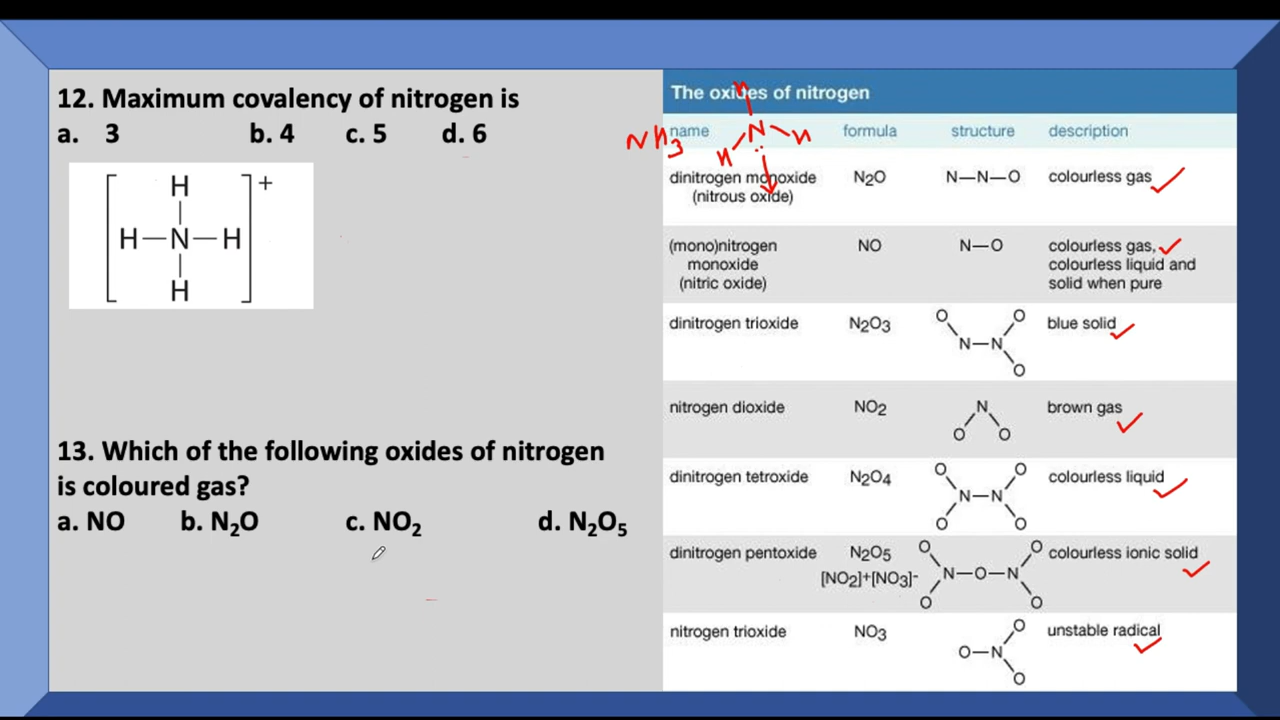 12. Maximum covalency of nitrogen is
a. 3 b. 4 c. 5 d. 6
[ H ]+
H—N—H
H
13. Which of the following oxides of nitrogen
is coloured gas?
a. NO b. N₂O c. NO₂ d. N₂O₅
The oxides of nitrogen
name formula structure description
NH₃
H
N
H H
dinitrogen monoxide N2O N—N—O colourless gas
(nitrous oxide)
(mono)nitrogen NO N—O colourless gas,
monoxide colourless liquid and
(nitric oxide) solid when pure
dinitrogen trioxide N2O3 O O blue solid
N—N
O
nitrogen dioxide NO2 N brown gas
O O
dinitrogen tetroxide N2O4 O O colourless liquid
N—N
O O
dinitrogen pentoxide N2O5 O O colourless ionic solid
[NO2]+[NO3]- N—O—N
O O
nitrogen trioxide NO3 O unstable radical
O—N
O